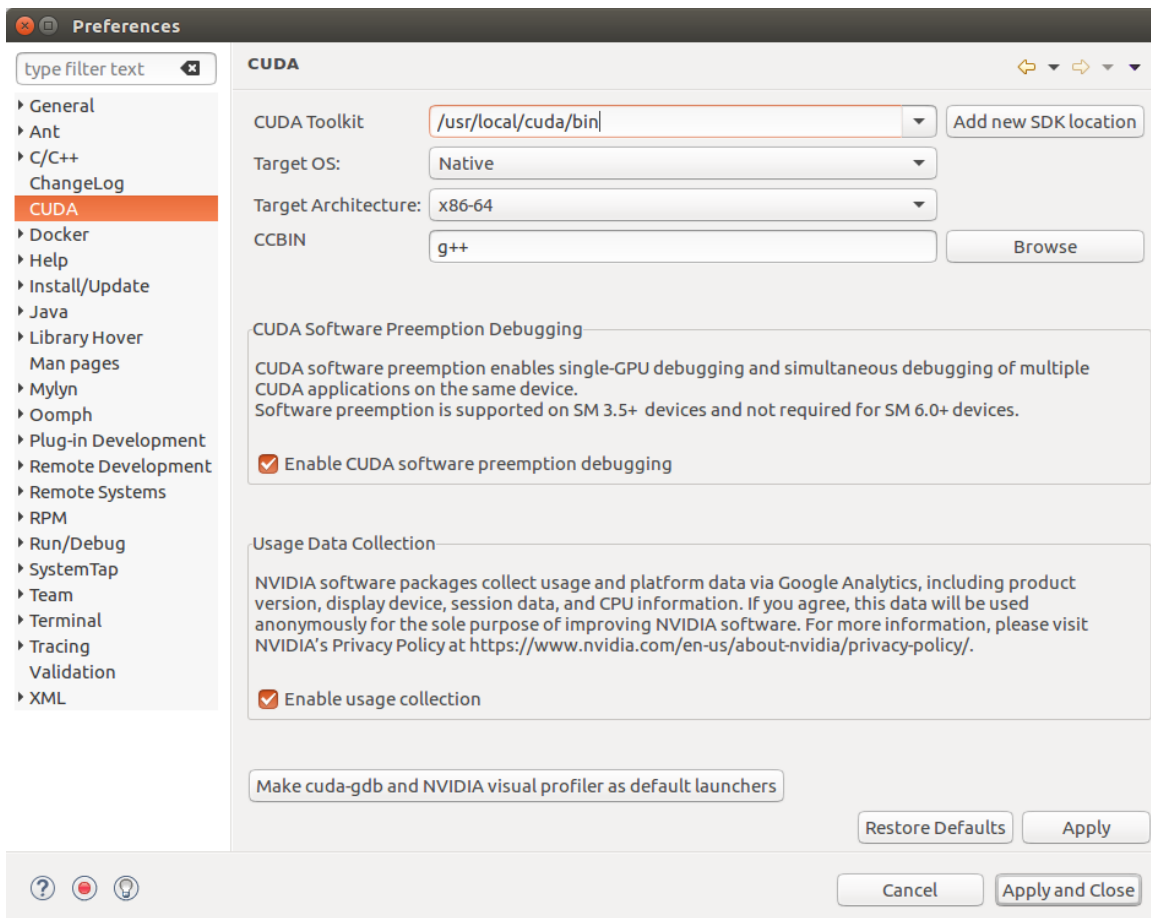 Preferences
type filter text
General
Ant
C/C++
ChangeLog
CUDA
Docker
Help
Install/Update
Java
Library Hover
Man pages
Mylyn
Oomph
Plug-in Development
Remote Development
Remote Systems
RPM
Run/Debug
SystemTap
Team
Terminal
Tracing
Validation
XML
CUDA
CUDA Toolkit /usr/local/cuda/bin Add new SDK location
Target OS: Native
Target Architecture: x86-64
CCBIN g++ Browse
CUDA Software Preemption Debugging
CUDA software preemption enables single-GPU debugging and simultaneous debugging of multiple
CUDA applications on the same device.
Software preemption is supported on SM 3.5+ devices and not required for SM 6.0+ devices.
Enable CUDA software preemption debugging
Usage Data Collection
NVIDIA software packages collect usage and platform data via Google Analytics, including product
version, display device, session data, and CPU information. If you agree, this data will be used
anonymously for the sole purpose of improving NVIDIA software. For more information, please visit
NVIDIA's Privacy Policy at https://www.nvidia.com/en-us/about-nvidia/privacy-policy/.
Enable usage collection
Make cuda-gdb and NVIDIA visual profiler as default launchers
Restore Defaults Apply
Cancel Apply and Close